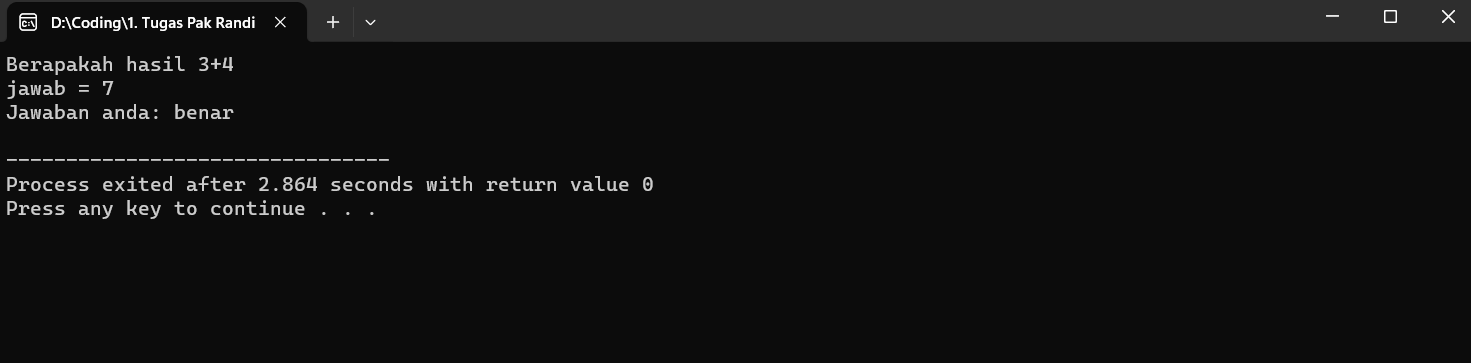 D:\Coding\1. Tugas Pak Randi
Berapakah hasil 3+4
jawab = 7
Jawaban anda: benar
--------------------------------
Process exited after 2.864 seconds with return value 0
Press any key to continue . . .